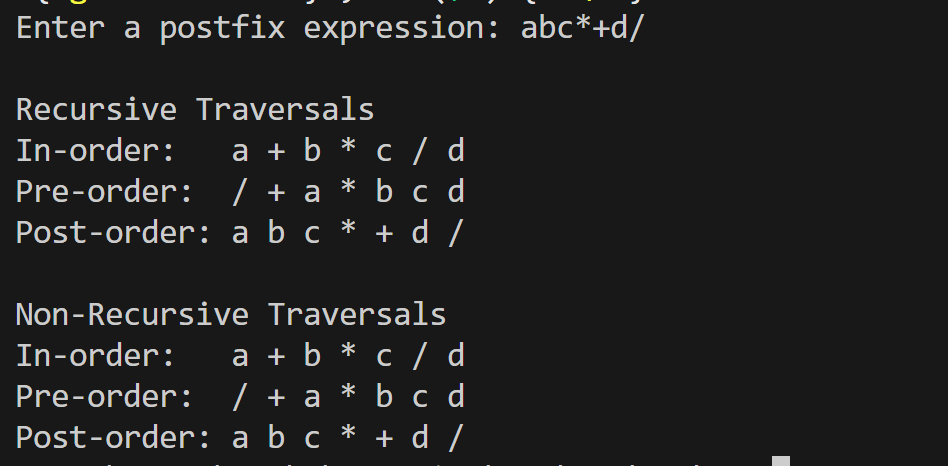 Enter a postfix expression: abc*+d/
Recursive Traversals
In-order:   a + b * c / d
Pre-order:  / + a * b c d
Post-order: a b c * + d /
Non-Recursive Traversals
In-order:   a + b * c / d
Pre-order:  / + a * b c d
Post-order: a b c * + d /